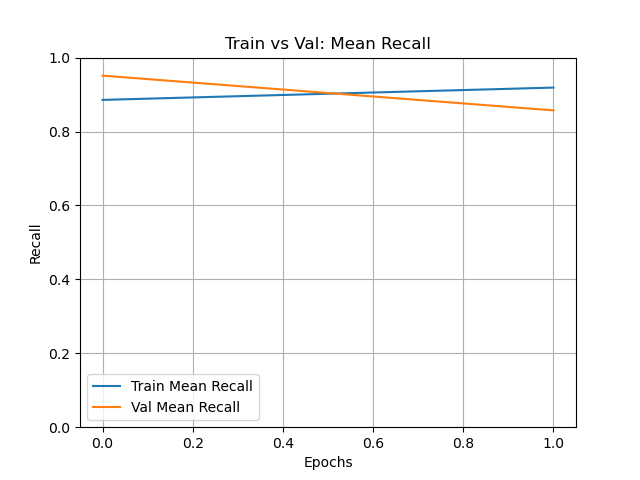 Train vs Val: Mean Recall
Recall
1.0
0.8
0.6
0.4
0.2
0.0
Train Mean Recall
Val Mean Recall
0.0 0.2 0.4 0.6 0.8 1.0
Epochs